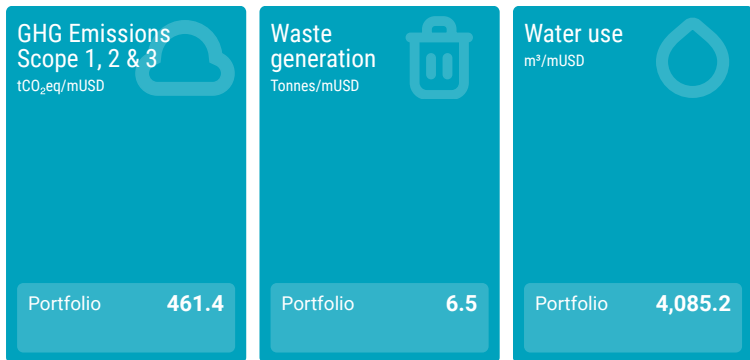 GHG Emissions
Scope 1, 2 & 3
tCO₂eq/mUSD
Portfolio 461.4
Waste
generation
Tonnes/mUSD
Portfolio 6.5
Water use
m³/mUSD
Portfolio 4,085.2